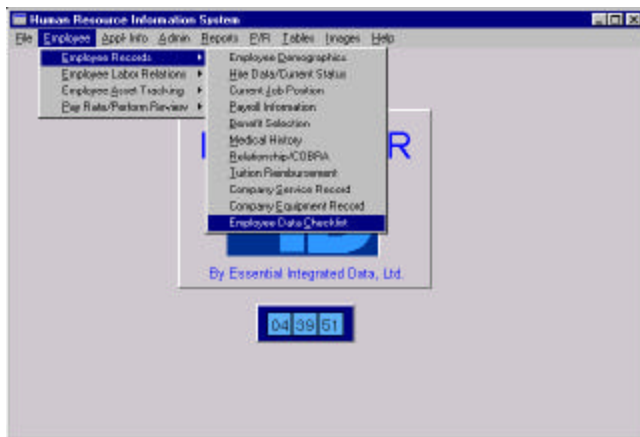 Human Resource Information System
File Employee Appl Info Admin Reports P/R Tables Images Help
Employee Records
Employee Labor Relations
Employee Asset Tracking
Pay Rate/Perform Review
Employee Demographics
Hire Data/Current Status
Current Job Position
Payroll Information
Benefit Selection
Medical History
Relationship/COBRA
Tuition Reimbursement
Company Service Record
Company Equipment Record
Employee Data Checklist
R
By Essential Integrated Data, Ltd.
04 39 51